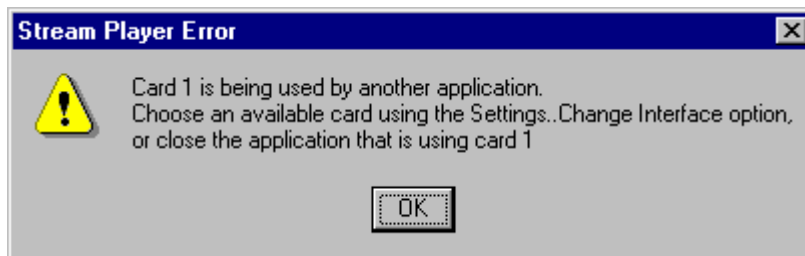 Stream Player Error
Card 1 is being used by another application.
Choose an available card using the Settings..Change Interface option,
or close the application that is using card 1
OK